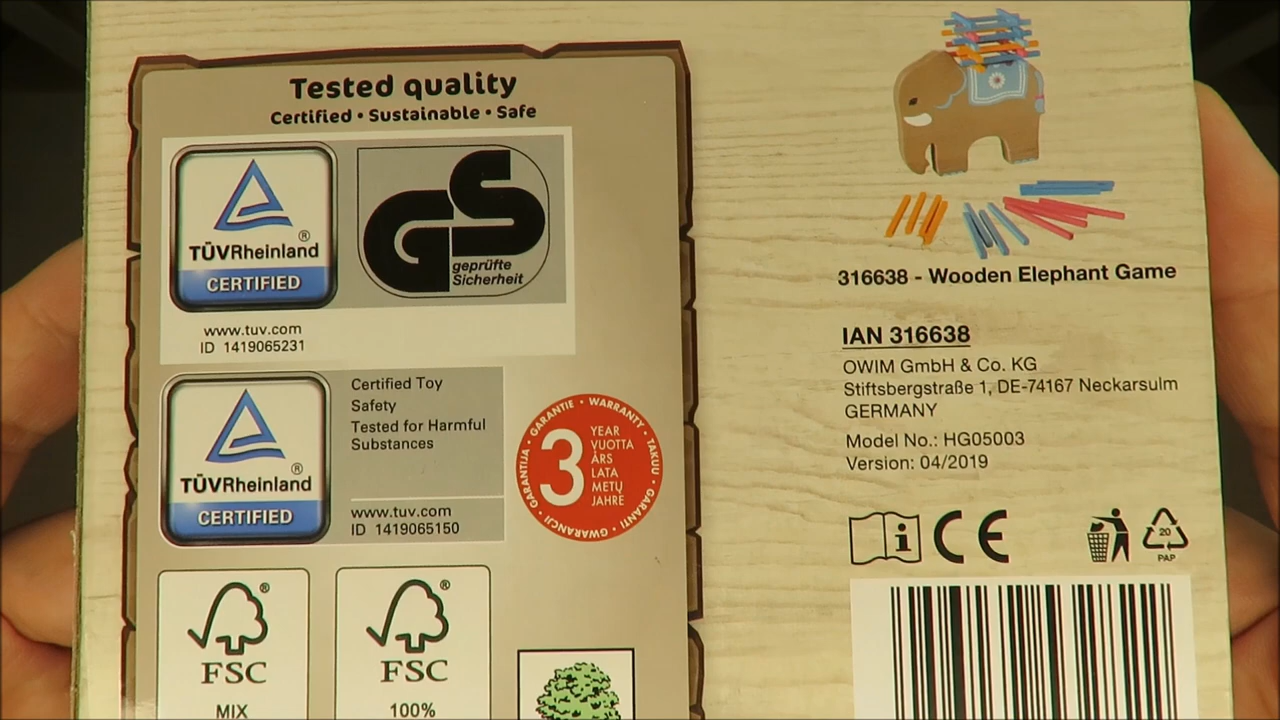 Tested quality
Certified • Sustainable • Safe
TÜVRheinland®
CERTIFIED
GS
geprüfte
Sicherheit
www.tuv.com
ID 1419065231
TÜVRheinland®
CERTIFIED
Certified Toy
Safety
Tested for Harmful
Substances
www.tuv.com
ID 1419065150
GARANTIE • WARRANTY • TAKUU • GARANTI • GWARANCJI • GARANTIJA •
3
YEAR
VUOTTA
ÅRS
LATA
METŲ
JAHRE
FSC®
MIX
FSC®
100%
316638 - Wooden Elephant Game
IAN 316638
OWIM GmbH & Co. KG
Stiftsbergstraße 1, DE-74167 Neckarsulm
GERMANY
Model No.: HG05003
Version: 04/2019
i
CE
20
PAP